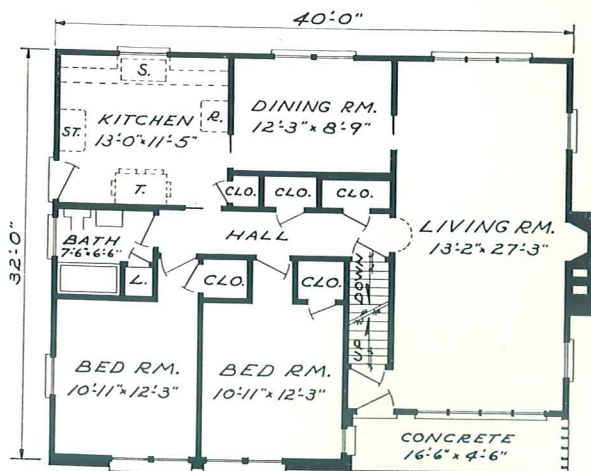 40'-0"
S.
KITCHEN
13'-0" x 11'-5"
ST.
R.
T.
DINING RM.
12'-3" x 8'-9"
CLO.
CLO.
CLO.
LIVING RM.
13'-2" x 27'-3"
32'-0"
BATH
7'-6" x 6'-6"
L.
HALL
CLO.
CLO.
DOWN
UP
BED RM.
10'-11" x 12'-3"
BED RM.
10'-11" x 12'-3"
CONCRETE
16'-6" x 4'-6"